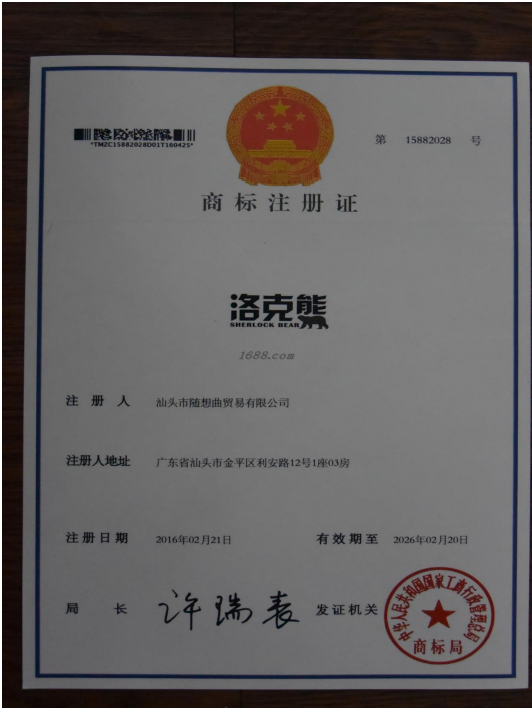 *TMZC15882028D01T160425*
第 15882028 号
商标注册证
洛克熊
SHERLOCK BEAR
1688.com
注 册 人 汕头市随想曲贸易有限公司
注册人地址 广东省汕头市金平区利安路12号1座03房
注册日期 2016年02月21日 有效期至 2026年02月20日
局 长 许瑞表 发证机关
中华人民共和国国家工商行政管理总局
商标局